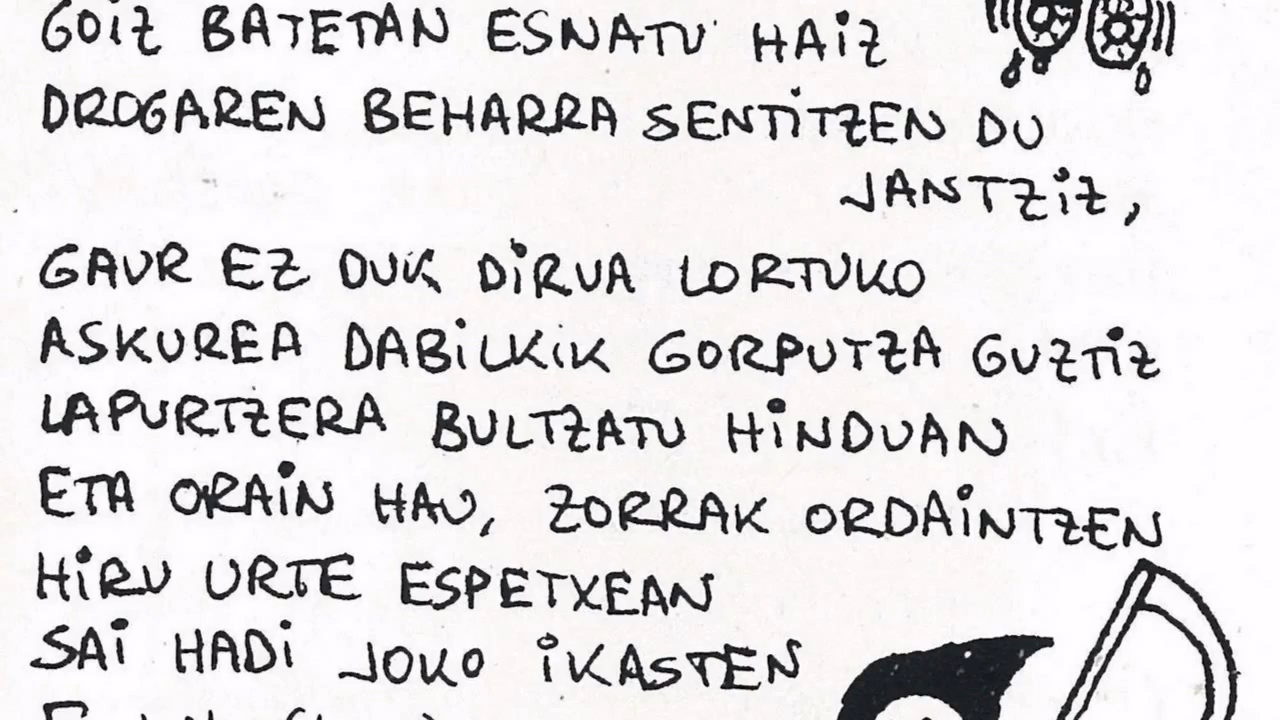 GOiZ BATETAN ESNATU HAiZ
DROGAREN BEHARRA SENTiTZEN DU
JANTZiZ,
GAUR EZ DUK DiRUA LORTUKO
ASKUREA DABiLKiK GORPUTZA GUZTiZ
LAPURTZERA BULTZATU HiNDUAN
ETA ORAiN HAU, ZORRAK ORDAiNTZEN
HiRU URTE ESPETXEAN
SAi HADi JOKO iKASTEN